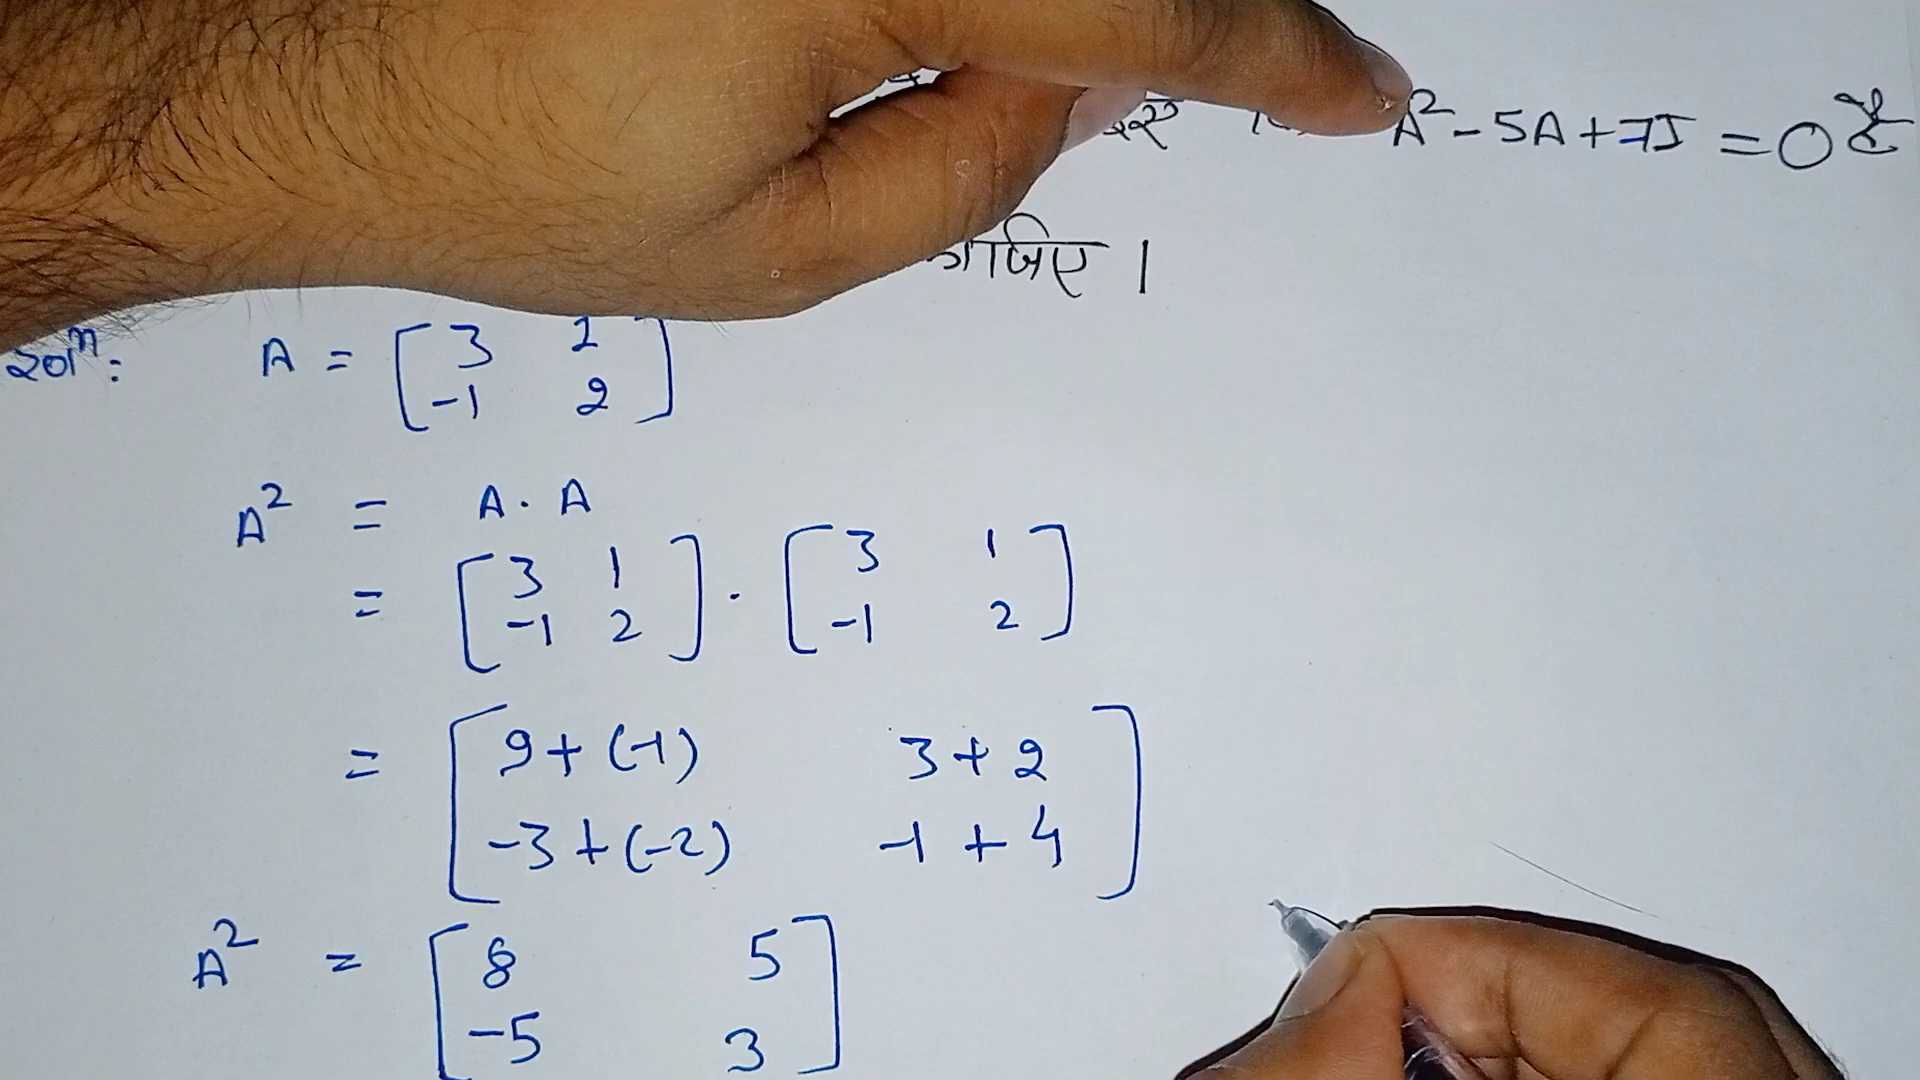 A² - 5A + 7I = 0 है
कीजिए ।
Solⁿ: A = [ 3 1
-1 2 ]
A² = A . A
= [ 3 1 ] . [ 3 1 ]
[ -1 2 ] [ -1 2 ]
= [ 9 + (-1) 3 + 2
-3 + (-2) -1 + 4 ]
A² = [ 8 5
-5 3 ]